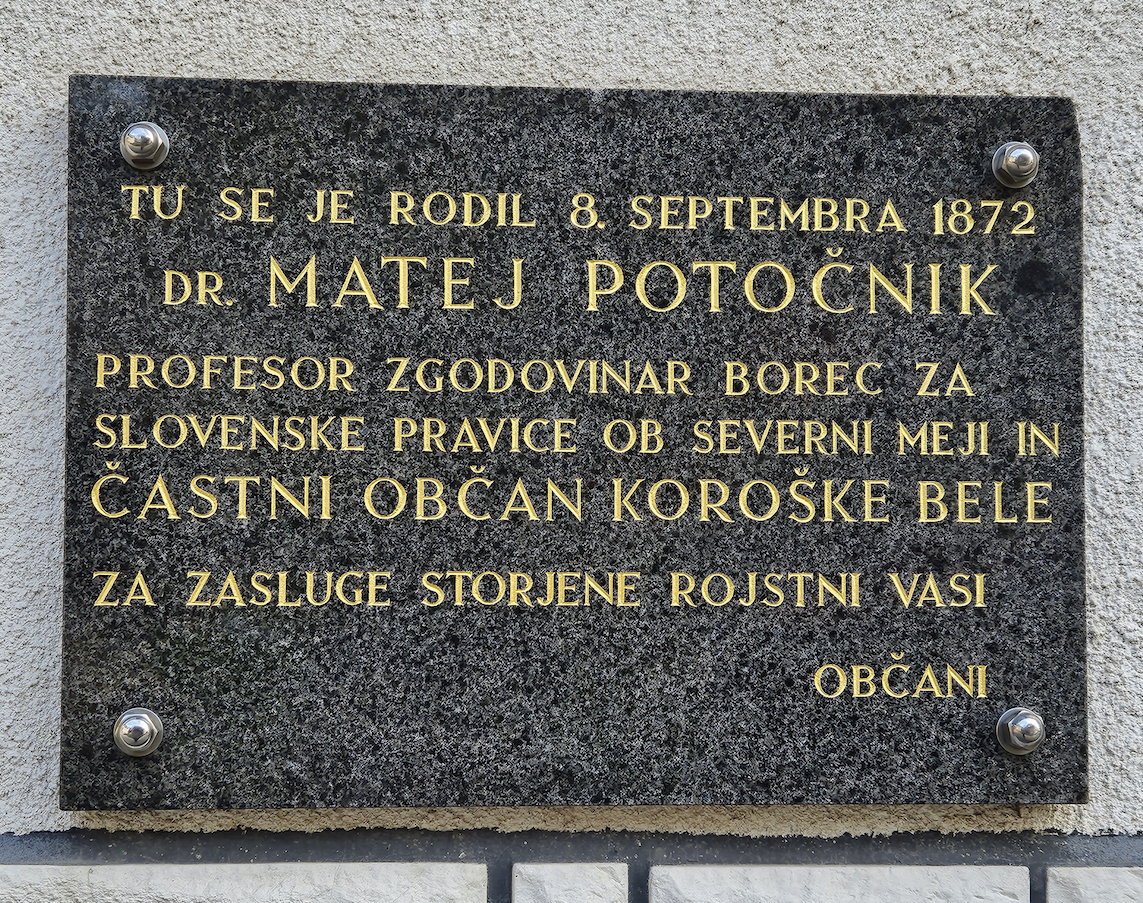 TU SE JE RODIL 8. SEPTEMBRA 1872
DR. MATEJ POTOČNIK
PROFESOR ZGODOVINAR BOREC ZA
SLOVENSKE PRAVICE OB SEVERNI MEJI IN
ČASTNI OBČAN KOROŠKE BELE
ZA ZASLUGE STORJENE ROJSTNI VASI
OBČANI